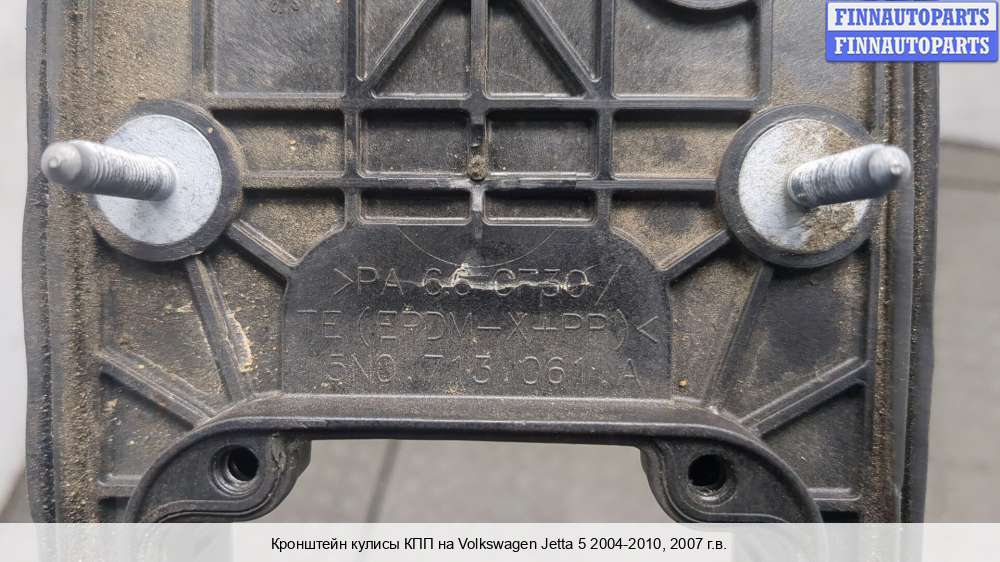 FINNAUTOPARTS
FINNAUTOPARTS
>PA 6.6 GF30/
TE(EPDM-X+PP)<
5N0.713.061.A
Кронштейн кулисы КПП на Volkswagen Jetta 5 2004-2010, 2007 г.в.